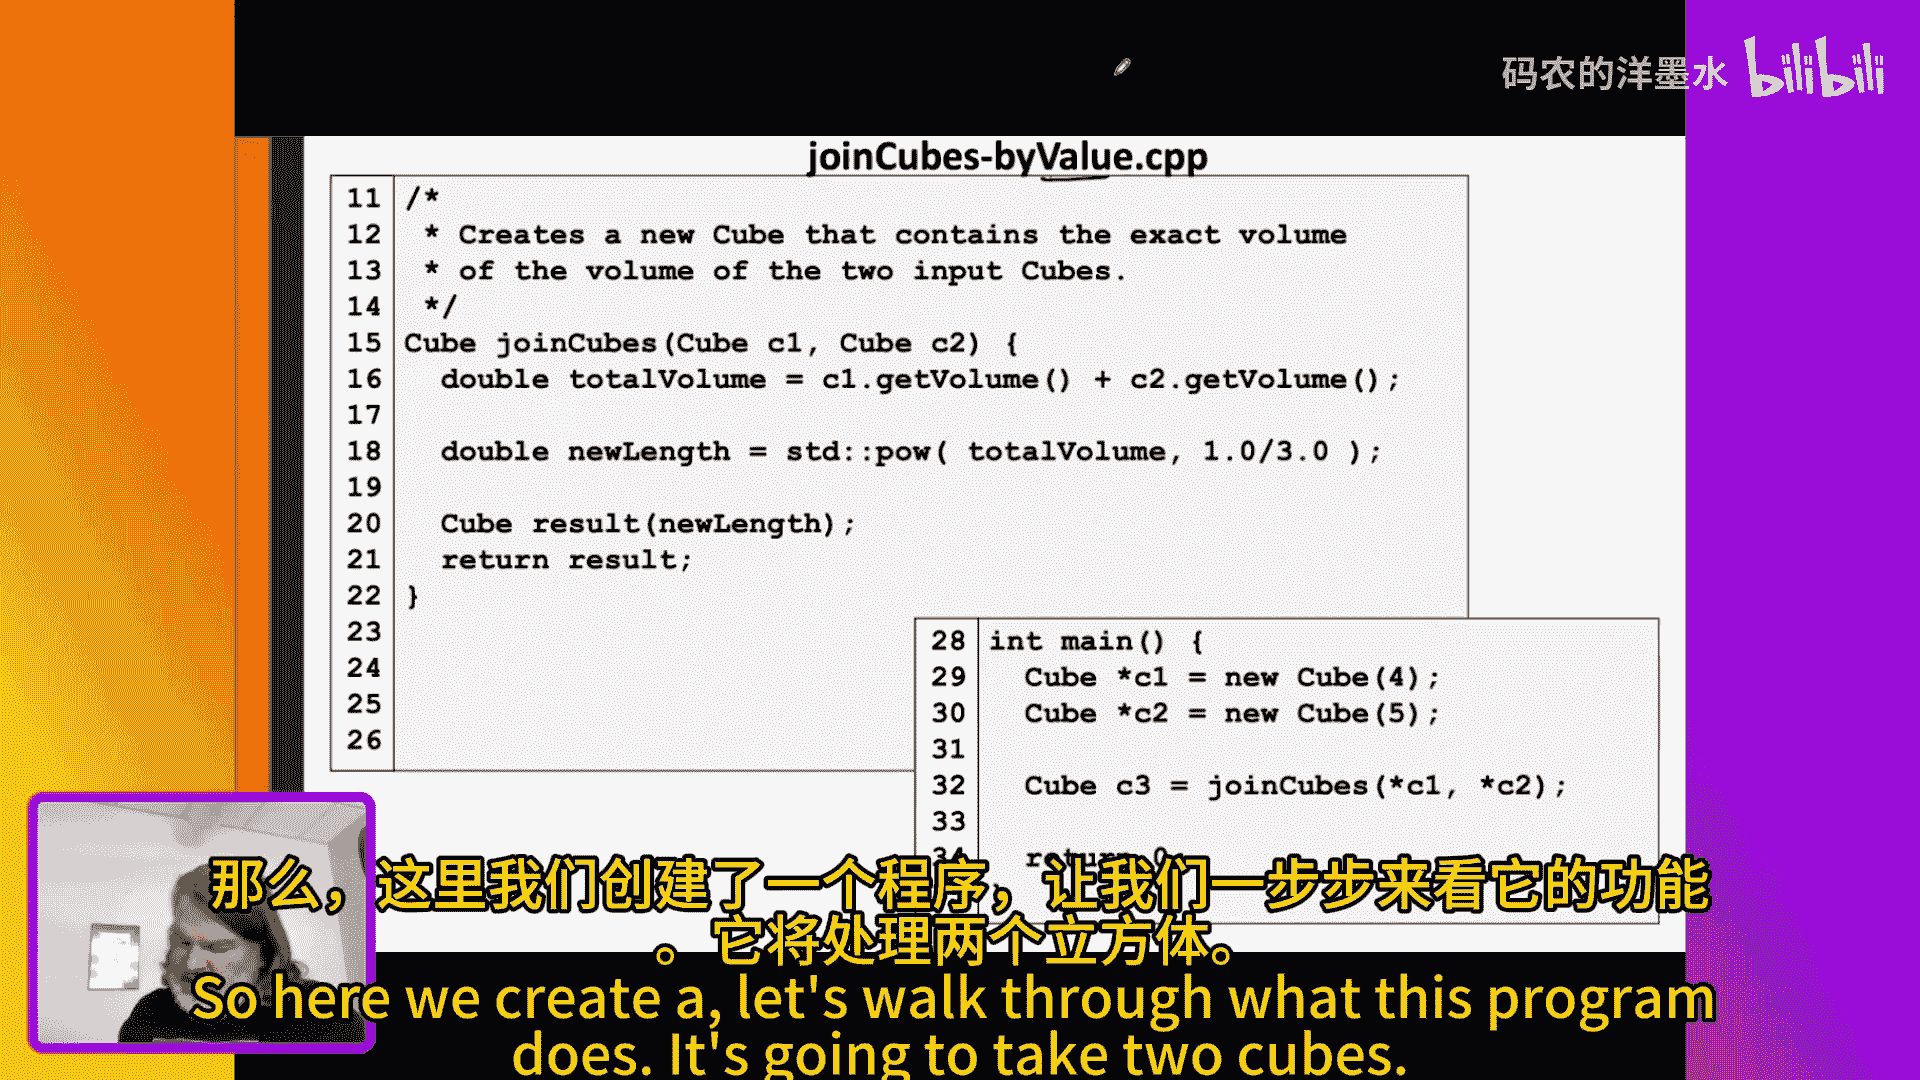 码农的洋墨水 bilibili
joinCubes-byValue.cpp
11 /*
12  * Creates a new Cube that contains the exact volume
13  * of the volume of the two input Cubes.
14  */
15 Cube joinCubes(Cube c1, Cube c2) {
16   double totalVolume = c1.getVolume() + c2.getVolume();
17
18   double newLength = std::pow( totalVolume, 1.0/3.0 );
19
20   Cube result(newLength);
21   return result;
22 }
23
24
25
26
28 int main() {
29   Cube *c1 = new Cube(4);
30   Cube *c2 = new Cube(5);
31
32   Cube c3 = joinCubes(*c1, *c2);
33
34   return 0
那么，这里我们创建了一个程序，让我们一步步来看它的功能
。它将处理两个立方体。
So here we create a, let's walk through what this program
does. It's going to take two cubes.